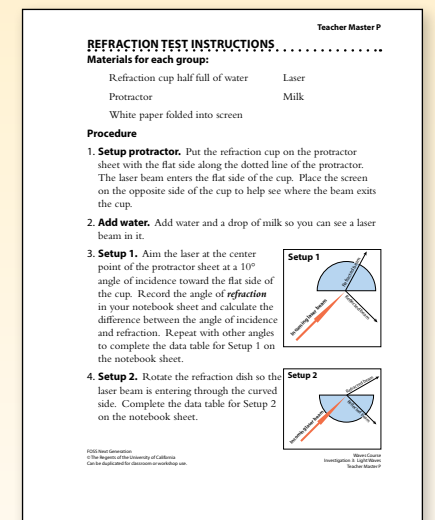 Teacher Master P
REFRACTION TEST INSTRUCTIONS
Materials for each group:
Refraction cup half full of water Laser
Protractor Milk
White paper folded into screen
Procedure
1. Setup protractor. Put the refraction cup on the protractor
sheet with the flat side along the dotted line of the protractor.
The laser beam enters the flat side of the cup. Place the screen
on the opposite side of the cup to help see where the beam exits
the cup.
2. Add water. Add water and a drop of milk so you can see a laser
beam in it.
3. Setup 1. Aim the laser at the center
point of the protractor sheet at a 10°
angle of incidence toward the flat side of
the cup. Record the angle of refraction
in your notebook sheet and calculate the
difference between the angle of incidence
and refraction. Repeat with other angles
to complete the data table for Setup 1 on
the notebook sheet.
Setup 1
Refracted beam
Reflected beam
Incoming laser beam
4. Setup 2. Rotate the refraction dish so the
laser beam is entering through the curved
side. Complete the data table for Setup 2
on the notebook sheet.
Setup 2
Refracted beam
Reflected beam
Incoming laser beam
FOSS Next Generation
© The Regents of the University of California
Can be duplicated for classroom or workshop use.
Waves Course
Investigation 3: Light Waves
Teacher Master P